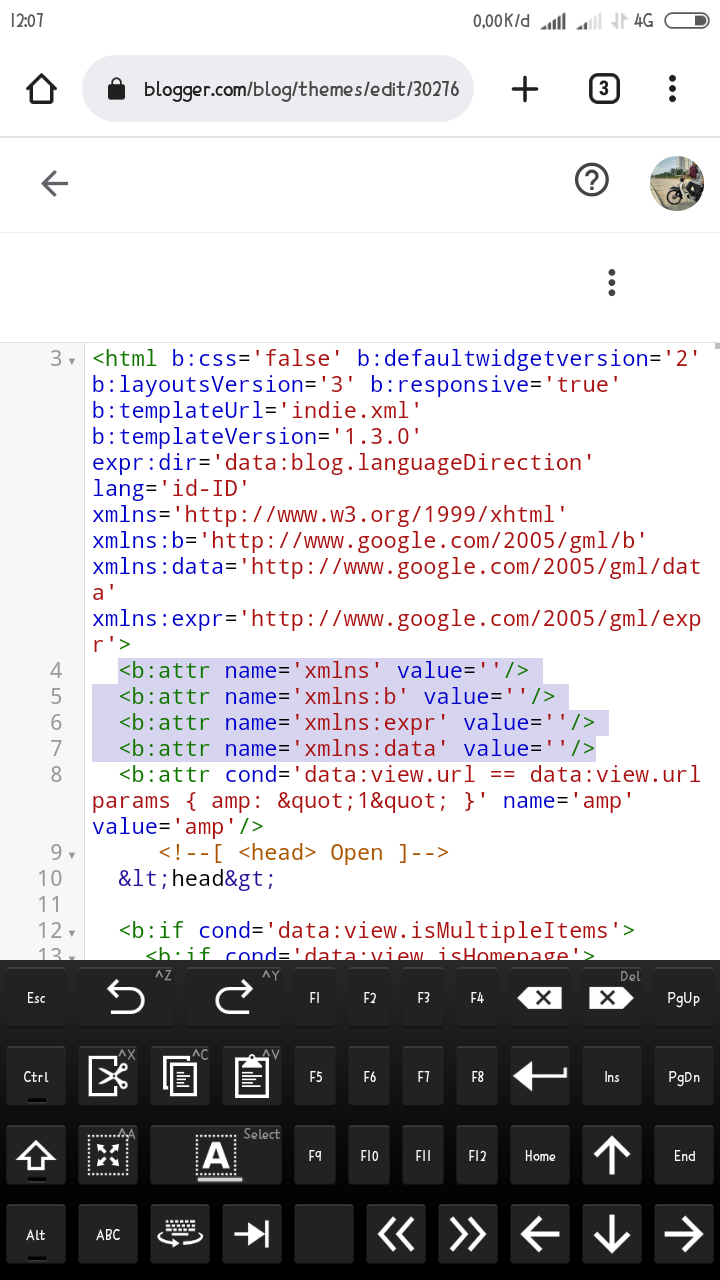 12:07 0,00K/d 4G
blogger.com/blog/themes/edit/30276 3
3 <html b:css='false' b:defaultwidgetversion='2'
b:layoutsVersion='3' b:responsive='true'
b:templateUrl='indie.xml'
b:templateVersion='1.3.0'
expr:dir='data:blog.languageDirection'
lang='id-ID'
xmlns='http://www.w3.org/1999/xhtml'
xmlns:b='http://www.google.com/2005/gml/b'
xmlns:data='http://www.google.com/2005/gml/dat
a'
xmlns:expr='http://www.google.com/2005/gml/exp
r'>
4 <b:attr name='xmlns' value=''/>
5 <b:attr name='xmlns:b' value=''/>
6 <b:attr name='xmlns:expr' value=''/>
7 <b:attr name='xmlns:data' value=''/>
8 <b:attr cond='data:view.url == data:view.url
params { amp: &quot;1&quot; }' name='amp'
value='amp'/>
9 <!--[ <head> Open ]-->
10 &lt;head&gt;
11
12 <b:if cond='data:view.isMultipleItems'>
13 <b:if cond='data:view.isHomepage'>
Esc ^Z ^Y F1 F2 F3 F4 Del PgUp
Ctrl ^X ^C ^V F5 F6 F7 F8 Ins PgDn
^A A Select F9 F10 F11 F12 Home End
Alt ABC